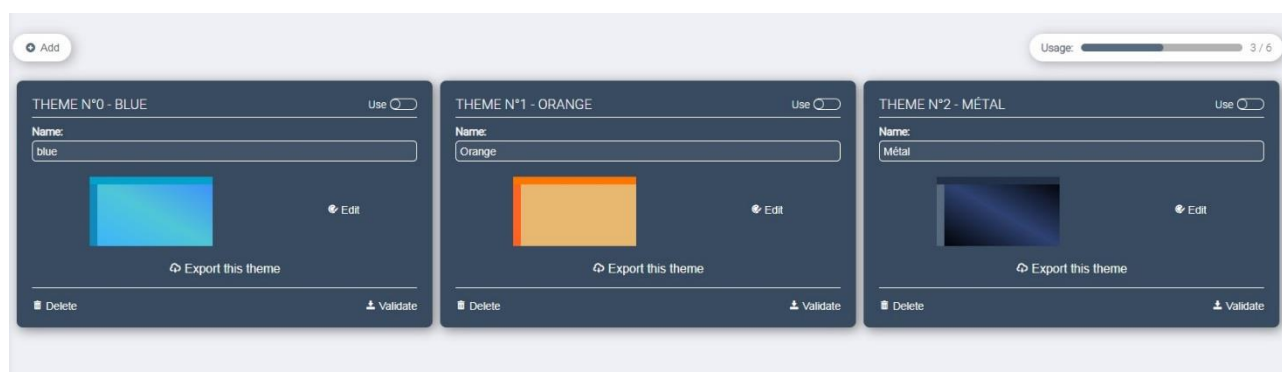 Add
Usage: 3 / 6
THEME N°0 - BLUE Use
Name:
blue
Edit
Export this theme
Delete Validate
THEME N°1 - ORANGE Use
Name:
Orange
Edit
Export this theme
Delete Validate
THEME N°2 - MÉTAL Use
Name:
Métal
Edit
Export this theme
Delete Validate